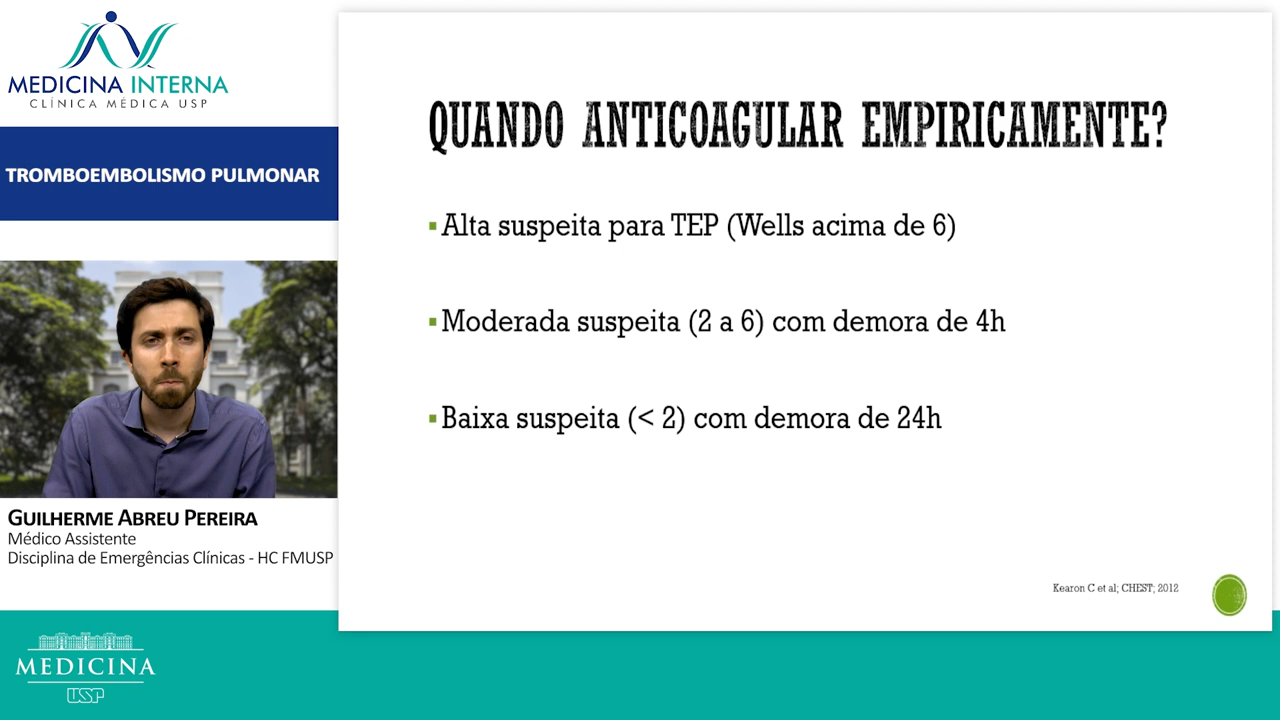 MEDICINA INTERNA
CLÍNICA MÉDICA USP
TROMBOEMBOLISMO PULMONAR
GUILHERME ABREU PEREIRA
Médico Assistente
Disciplina de Emergências Clínicas - HC FMUSP
MEDICINA
USP
QUANDO ANTICOAGULAR EMPIRICAMENTE?
▪Alta suspeita para TEP (Wells acima de 6)
▪Moderada suspeita (2 a 6) com demora de 4h
▪Baixa suspeita (< 2) com demora de 24h
Kearon C et al; CHEST; 2012